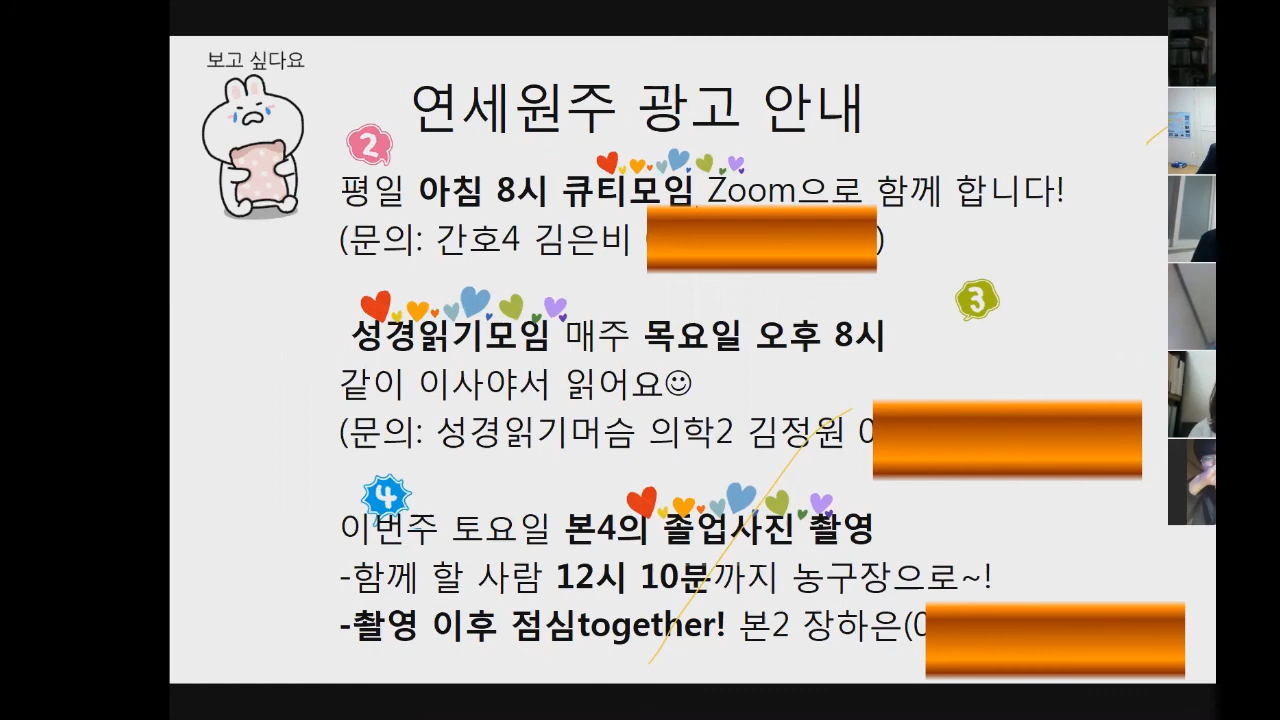 보고 싶다요
연세원주 광고 안내
2
평일 아침 8시 큐티모임 Zoom으로 함께 합니다!
(문의: 간호4 김은비 )
3
성경읽기모임 매주 목요일 오후 8시
같이 이사야서 읽어요☺
(문의: 성경읽기머슴 의학2 김정원 0
4
이번주 토요일 본4의 졸업사진 촬영
-함께 할 사람 12시 10분까지 농구장으로~!
-촬영 이후 점심together! 본2 장하은(0